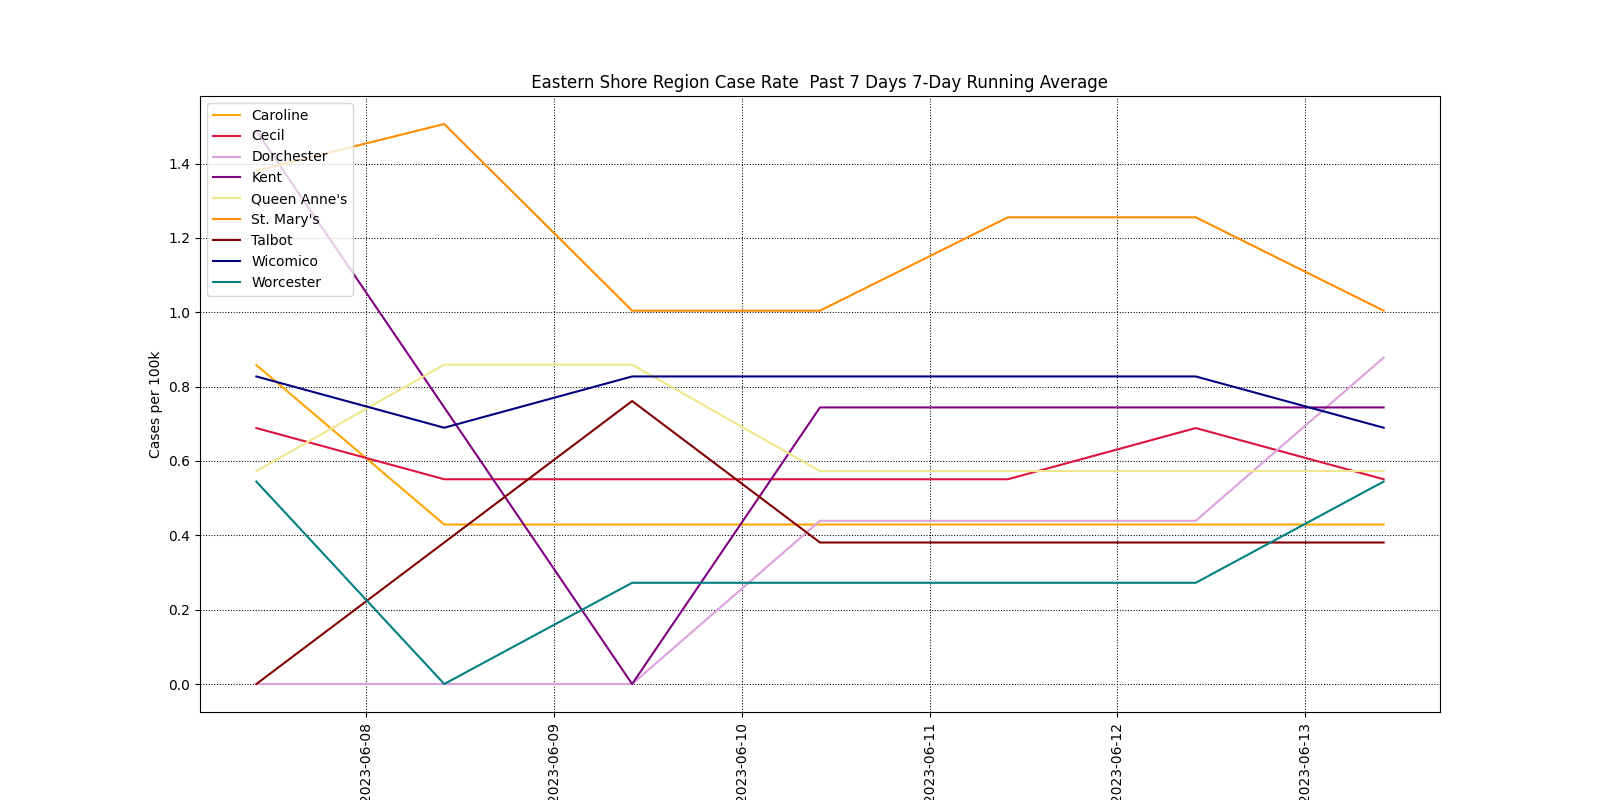 Eastern Shore Region Case Rate  Past 7 Days 7-Day Running Average
Caroline
Cecil
Dorchester
Kent
Queen Anne's
St. Mary's
Talbot
Wicomico
Worcester
Cases per 100k
1.4
1.2
1.0
0.8
0.6
0.4
0.2
0.0
2023-06-08
2023-06-09
2023-06-10
2023-06-11
2023-06-12
2023-06-13